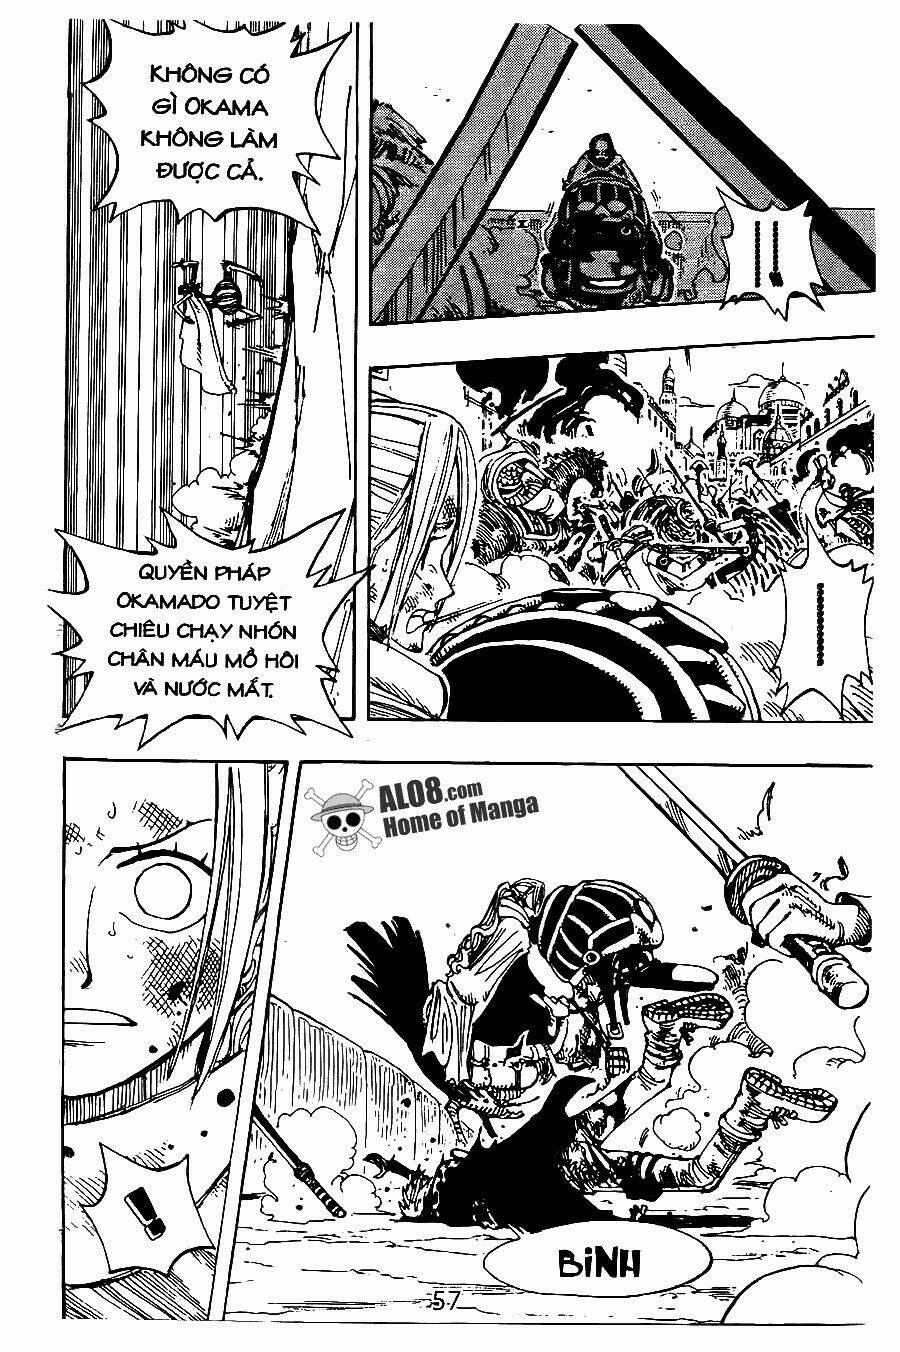 KHÔNG CÓ
GÌ OKAMA
KHÔNG LÀM
ĐƯỢC CẢ.
QUYỀN PHÁP
OKAMADO TUYỆT
CHIÊU CHẠY NHÓN
CHÂN MÁU MỒ HÔI
VÀ NƯỚC MẮT.
AL08.com
Home of Manga
!
BINH
57